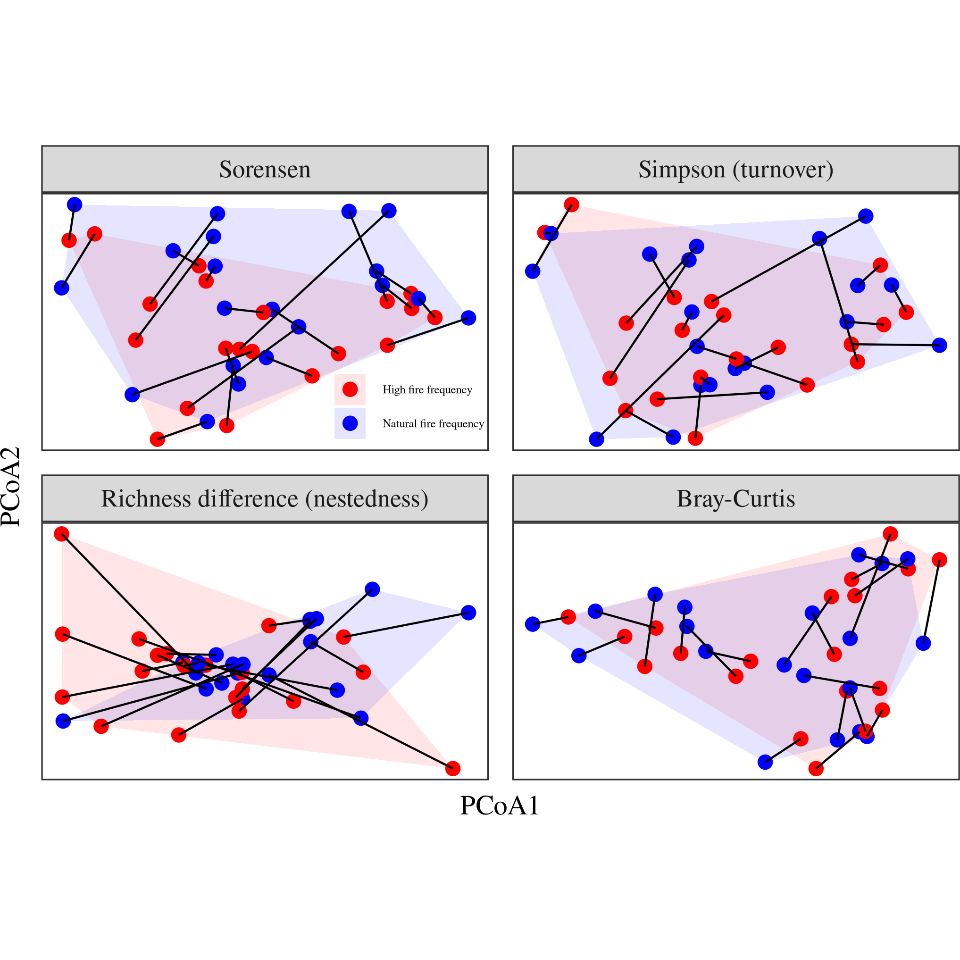 Sorensen
Simpson (turnover)
High fire frequency
Natural fire frequency
PCoA2
Richness difference (nestedness)
Bray-Curtis
PCoA1